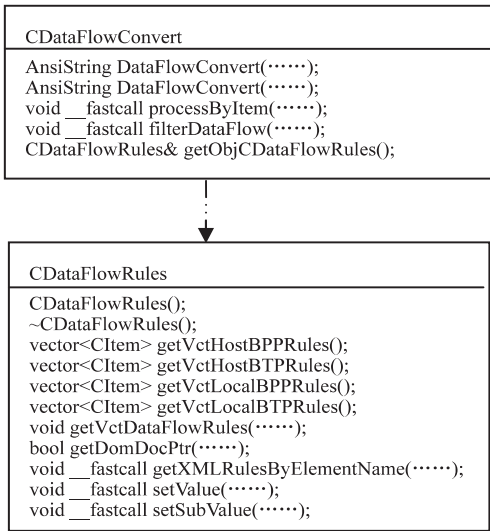 CDataFlowConvert
AnsiString DataFlowConvert(······);
AnsiString DataFlowConvert(······);
void __fastcall processByItem(······);
void __fastcall filterDataFlow(······);
CDataFlowRules& getObjCDataFlowRules();
CDataFlowRules
CDataFlowRules();
~CDataFlowRules();
vector<CItem> getVctHostBPPRules();
vector<CItem> getVctHostBTPRules();
vector<CItem> getVctLocalBPPRules();
vector<CItem> getVctLocalBTPRules();
void getVctDataFlowRules(······);
bool getDomDocPtr(······);
void __fastcall getXMLRulesByElementName(······);
void __fastcall setValue(······);
void __fastcall setSubValue(······);